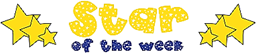 Star
of the week